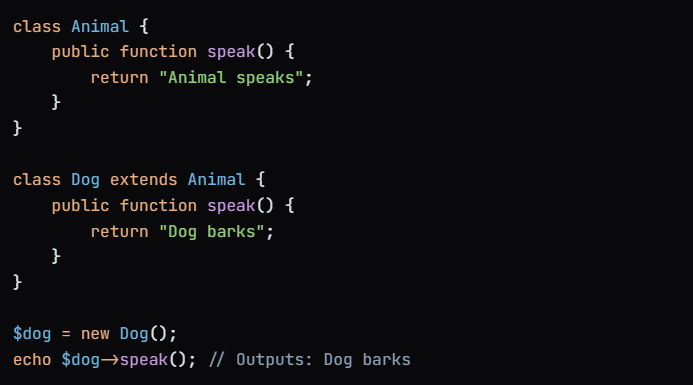 class Animal {
    public function speak() {
        return "Animal speaks";
    }
}

class Dog extends Animal {
    public function speak() {
        return "Dog barks";
    }
}

$dog = new Dog();
echo $dog->speak(); // Outputs: Dog barks